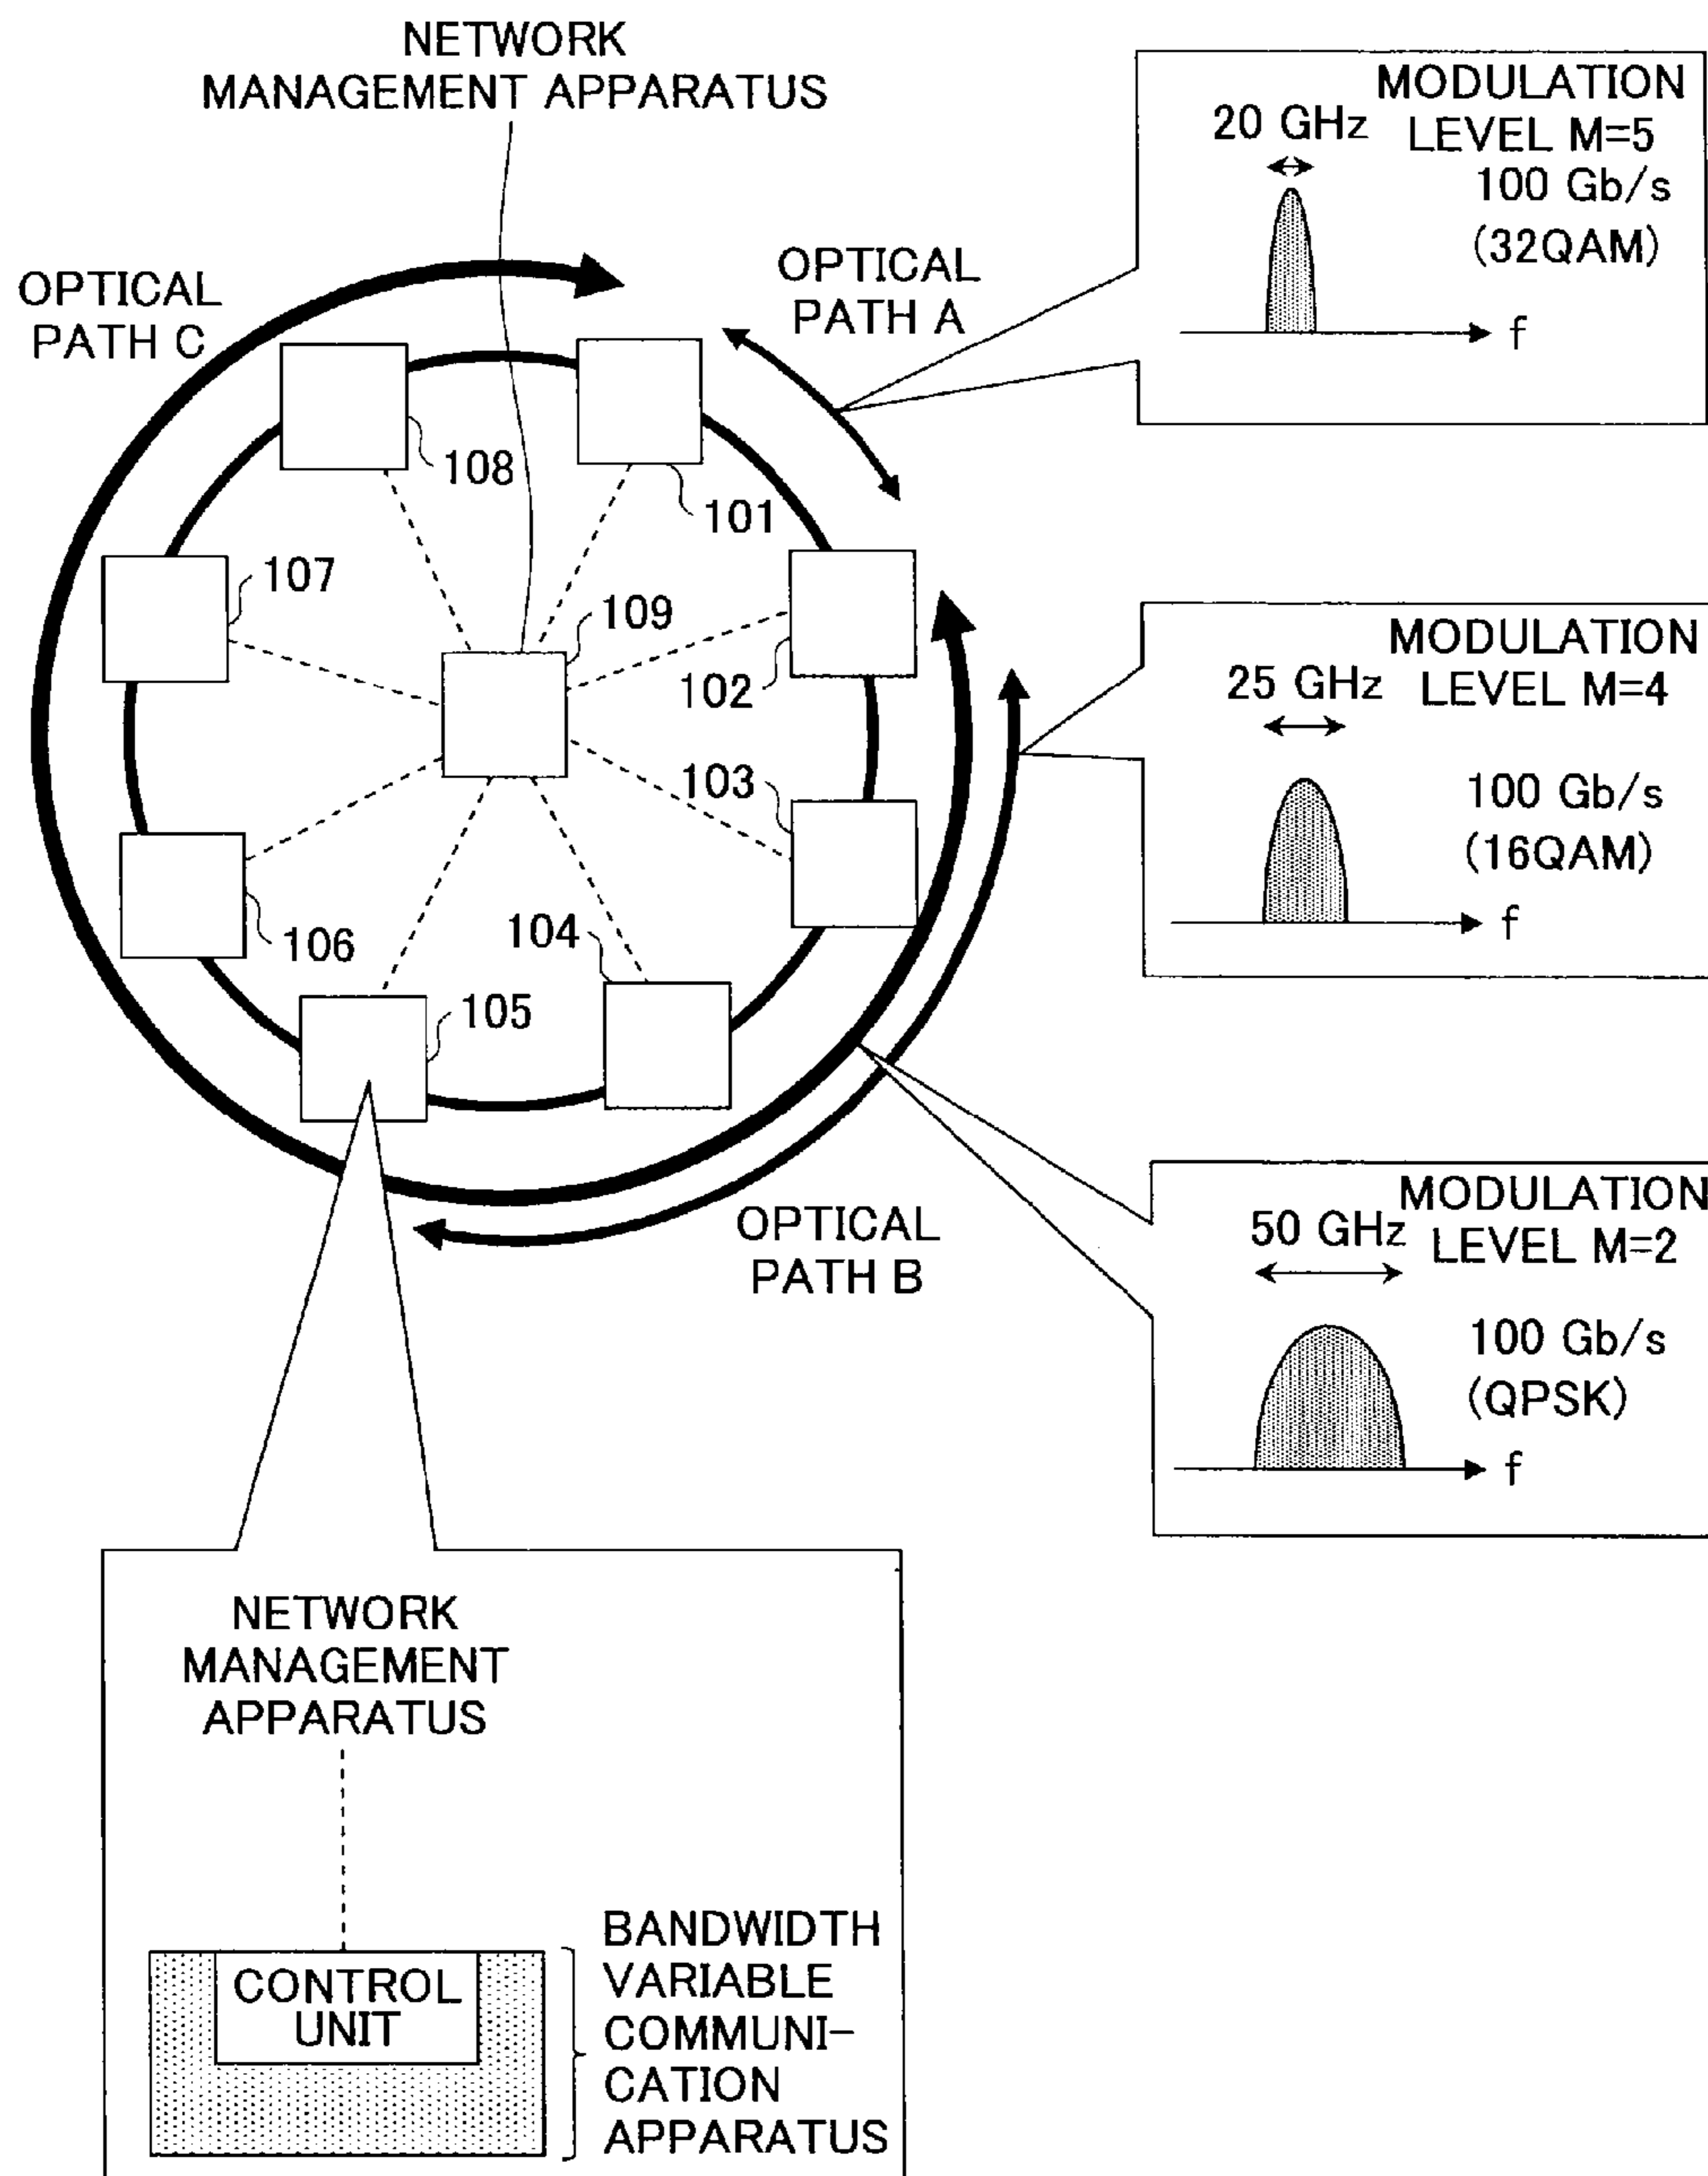 NETWORK
MANAGEMENT APPARATUS
OPTICAL
PATH C
OPTICAL
PATH A
MODULATION
20 GHz
LEVEL M=5
100 Gb/s
(32QAM)
f
108
101
107
109
102
103
106
104
105
MODULATION
25 GHz
LEVEL M=4
100 Gb/s
(16QAM)
f
OPTICAL
PATH B
MODULATION
50 GHz
LEVEL M=2
100 Gb/s
(QPSK)
f
NETWORK
MANAGEMENT
APPARATUS
CONTROL
UNIT
BANDWIDTH
VARIABLE
COMMUNI-
CATION
APPARATUS